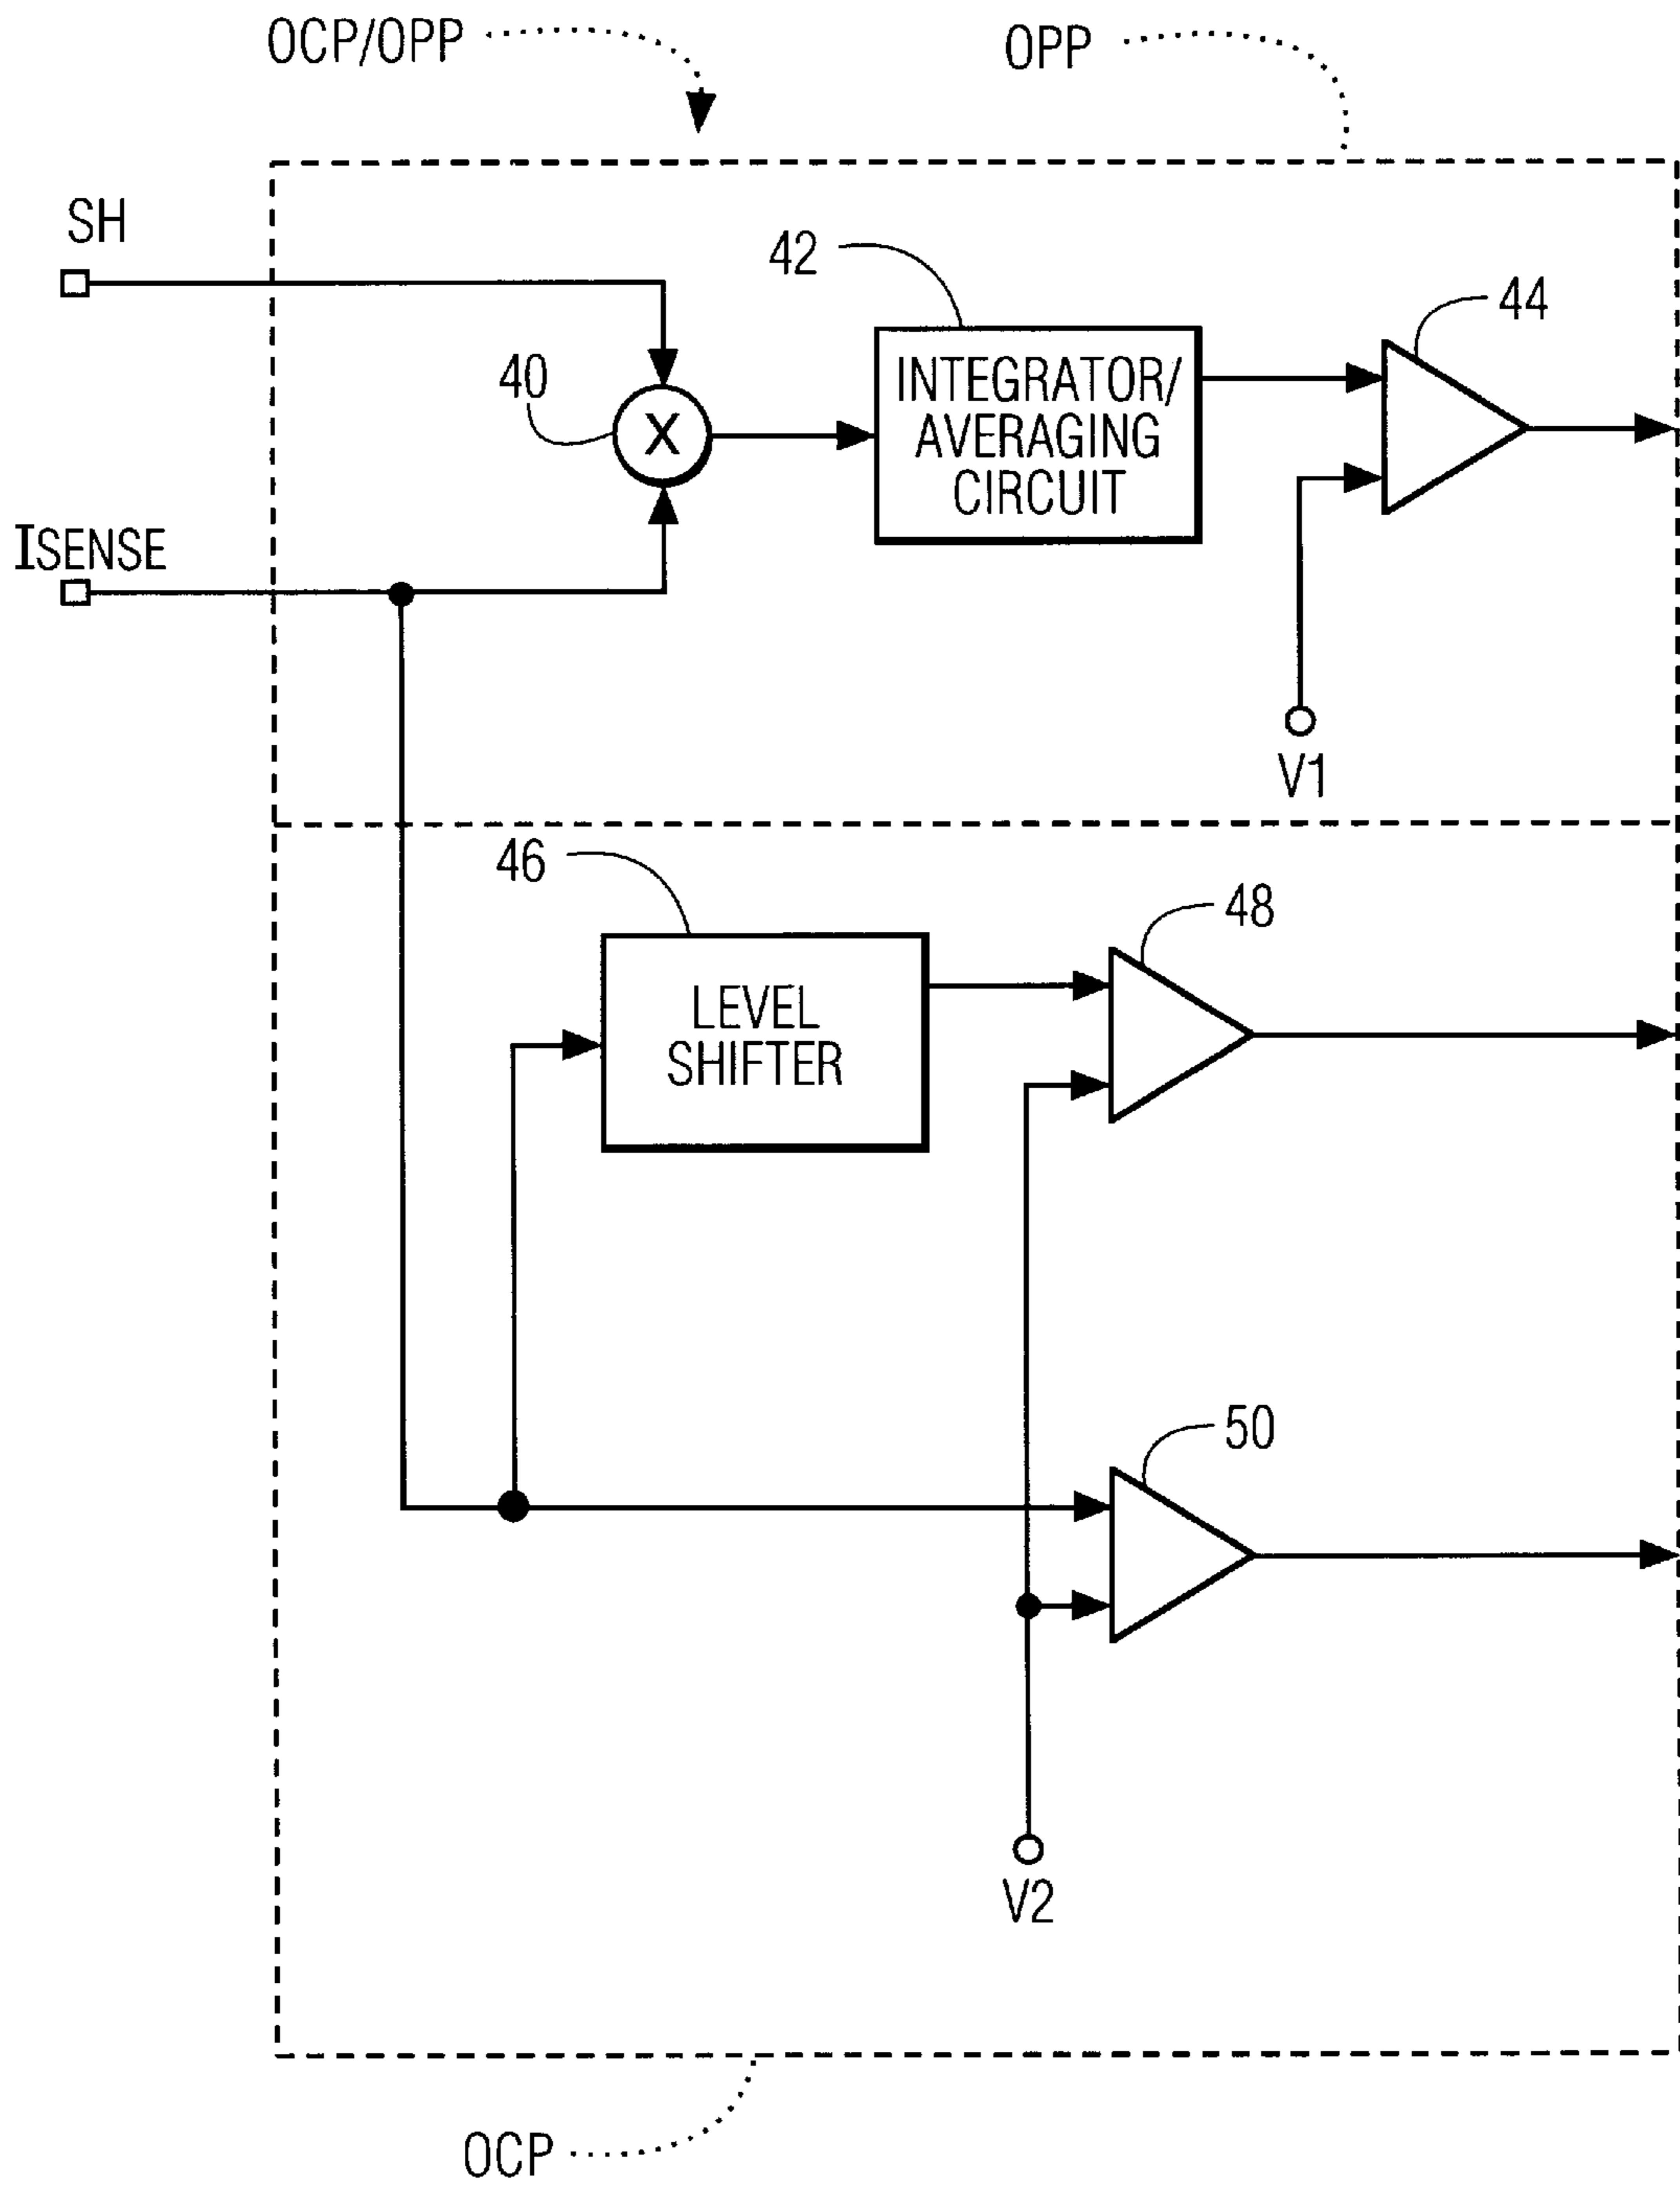 OCP/OPP
OPP
SH
42
44
40
INTEGRATOR/
AVERAGING
CIRCUIT
X
ISENSE
V1
46
48
LEVEL
SHIFTER
50
V2
OCP